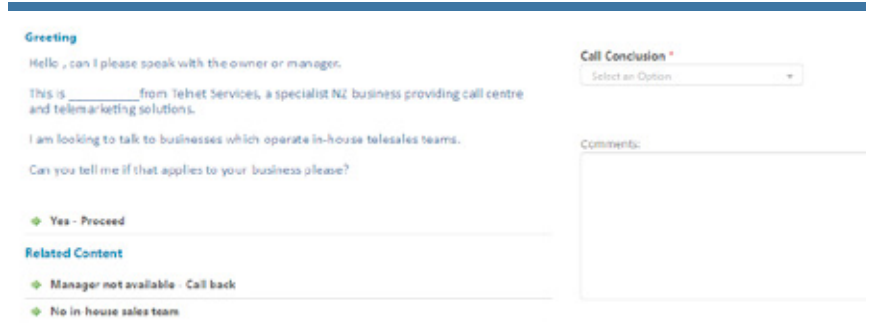 Greeting
Hello , can I please speak with the owner or manager.
This is __________from Telnet Services, a specialist NZ business providing call centre
and telemarketing solutions.
I am looking to talk to businesses which operate in-house telesales teams.
Can you tell me if that applies to your business please?
Yes - Proceed
Related Content
Manager not available - Call back
No in house sales team
Call Conclusion *
Select an Option
Comments: